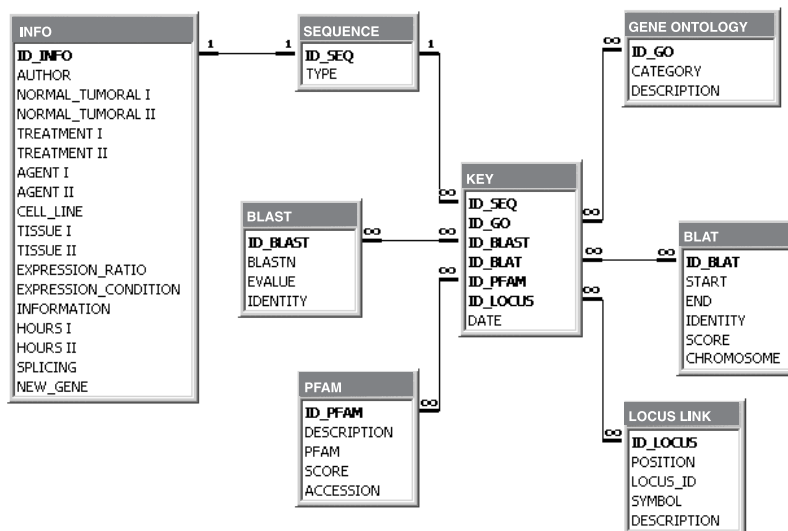 INFO
ID_INFO
AUTHOR
NORMAL_TUMORAL I
NORMAL_TUMORAL II
TREATMENT I
TREATMENT II
AGENT I
AGENT II
CELL_LINE
TISSUE I
TISSUE II
EXPRESSION_RATIO
EXPRESSION_CONDITION
INFORMATION
HOURS I
HOURS II
SPLICING
NEW_GENE
1
1
SEQUENCE
ID_SEQ
TYPE
1
∞
GENE ONTOLOGY
ID_GO
CATEGORY
DESCRIPTION
∞
∞
BLAST
ID_BLAST
BLASTN
EVALUE
IDENTITY
∞
∞
KEY
ID_SEQ
ID_GO
ID_BLAST
ID_BLAT
ID_PFAM
ID_LOCUS
DATE
∞
∞
BLAT
ID_BLAT
START
END
IDENTITY
SCORE
CHROMOSOME
PFAM
ID_PFAM
DESCRIPTION
PFAM
SCORE
ACCESSION
∞
∞
∞
∞
LOCUS LINK
ID_LOCUS
POSITION
LOCUS_ID
SYMBOL
DESCRIPTION